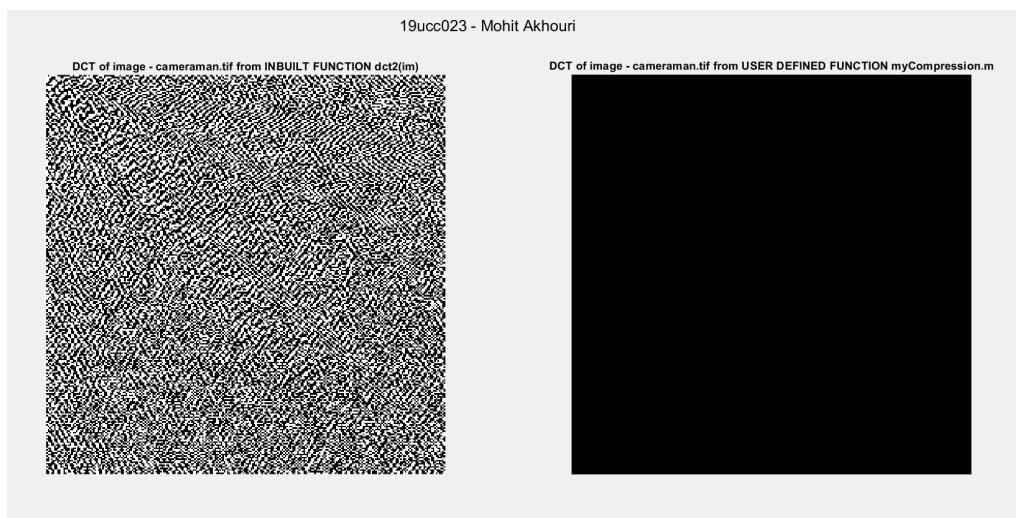 19ucc023 - Mohit Akhouri
DCT of image - cameraman.tif from INBUILT FUNCTION dct2(im)
DCT of image - cameraman.tif from USER DEFINED FUNCTION myCompression.m